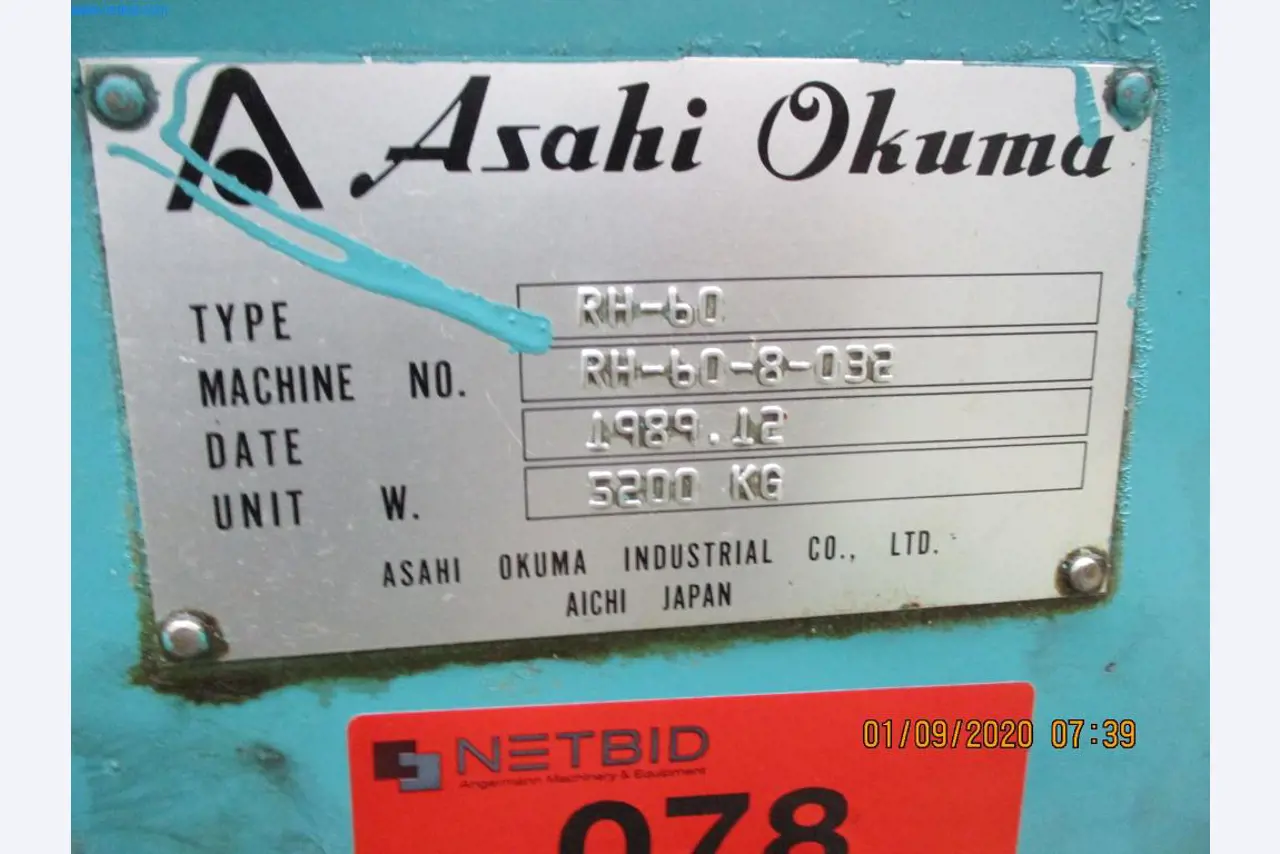 Asahi Okuma
TYPE RH-60
MACHINE NO. RH-60-8-032
DATE 1989.12
UNIT W. 5200 KG
ASAHI OKUMA INDUSTRIAL CO., LTD.
AICHI JAPAN
NETBID
Angermann Machinery & Equipment
01/09/2020 07:39
078